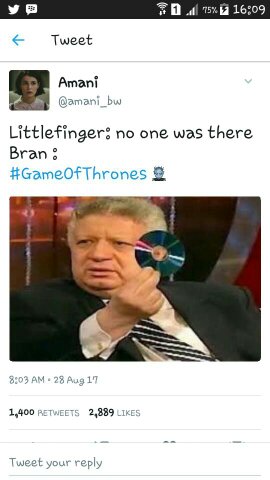 75% 16:09
Tweet
Amani
@amani_bw
Littlefinger: no one was there
Bran :
#GameOfThrones
8:03 AM • 28 Aug 17
1,400 RETWEETS 2,889 LIKES
Tweet your reply